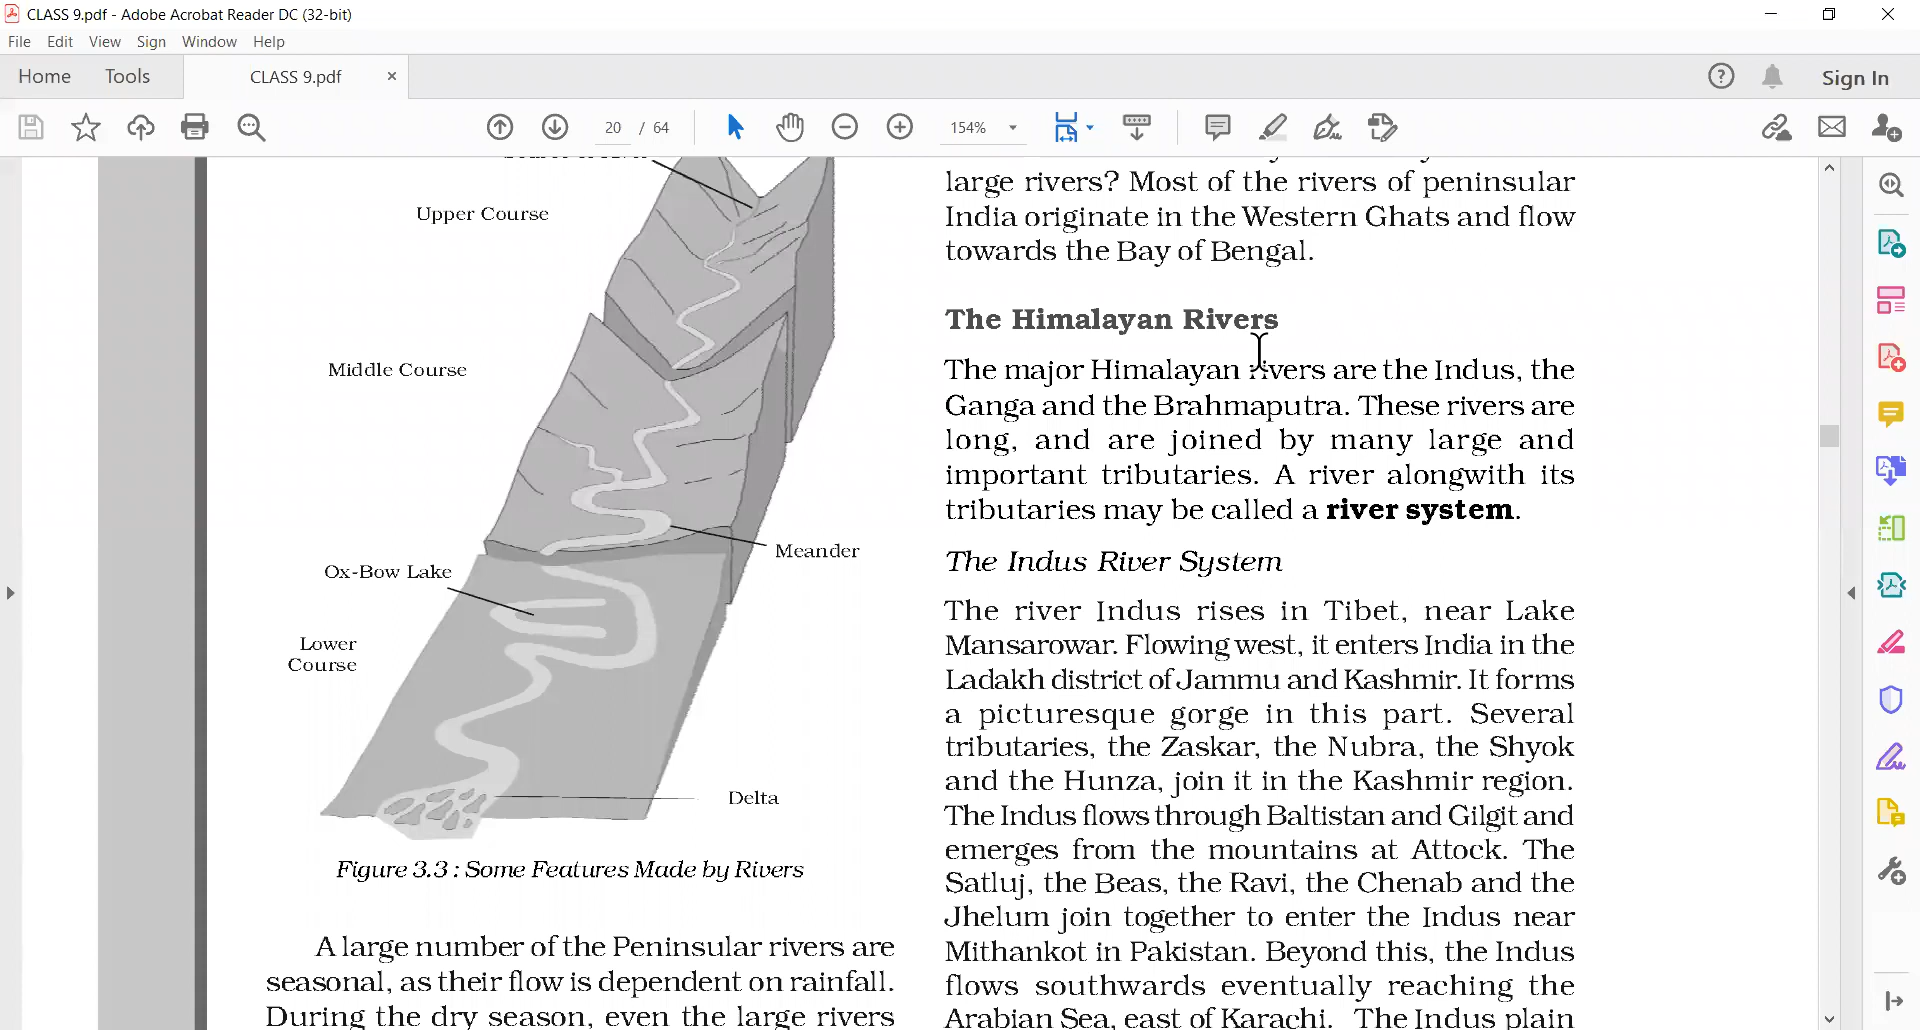 CLASS 9.pdf - Adobe Acrobat Reader DC (32-bit)
File Edit View Sign Window Help
Home Tools CLASS 9.pdf
Sign In
20 / 64
154%
Upper Course
Middle Course
Meander
Ox-Bow Lake
Lower
Course
Delta
Figure 3.3 : Some Features Made by Rivers
A large number of the Peninsular rivers are
seasonal, as their flow is dependent on rainfall.
During the dry season, even the large rivers
large rivers? Most of the rivers of peninsular
India originate in the Western Ghats and flow
towards the Bay of Bengal.
The Himalayan Rivers
The major Himalayan rivers are the Indus, the
Ganga and the Brahmaputra. These rivers are
long, and are joined by many large and
important tributaries. A river alongwith its
tributaries may be called a river system.
The Indus River System
The river Indus rises in Tibet, near Lake
Mansarowar. Flowing west, it enters India in the
Ladakh district of Jammu and Kashmir. It forms
a picturesque gorge in this part. Several
tributaries, the Zaskar, the Nubra, the Shyok
and the Hunza, join it in the Kashmir region.
The Indus flows through Baltistan and Gilgit and
emerges from the mountains at Attock. The
Satluj, the Beas, the Ravi, the Chenab and the
Jhelum join together to enter the Indus near
Mithankot in Pakistan. Beyond this, the Indus
flows southwards eventually reaching the
Arabian Sea, east of Karachi. The Indus plain